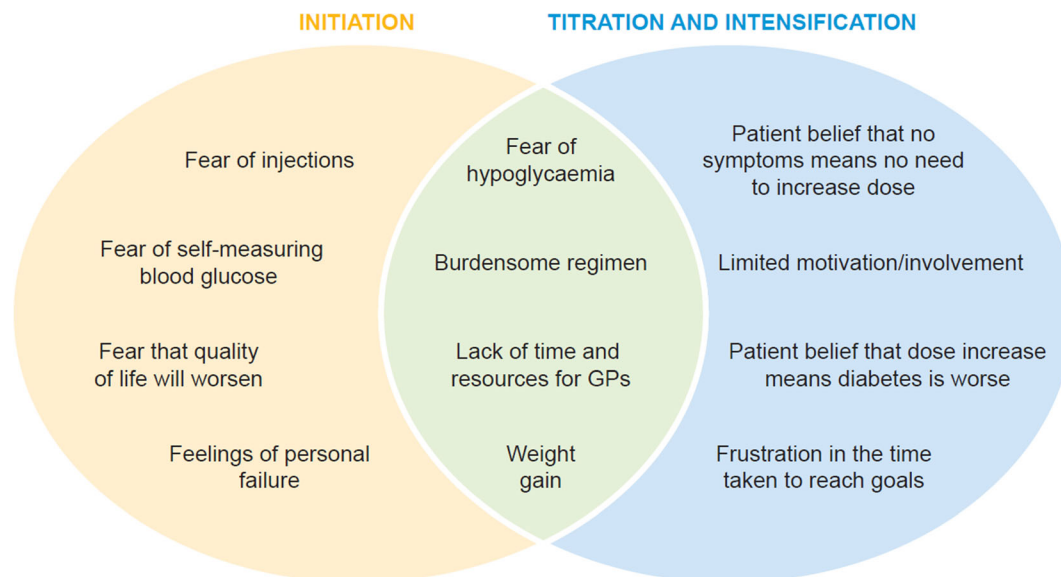 INITIATION
TITRATION AND INTENSIFICATION
Fear of injections
Fear of self-measuring
blood glucose
Fear that quality
of life will worsen
Feelings of personal
failure
Fear of
hypoglycaemia
Burdensome regimen
Lack of time and
resources for GPs
Weight
gain
Patient belief that no
symptoms means no need
to increase dose
Limited motivation/involvement
Patient belief that dose increase
means diabetes is worse
Frustration in the time
taken to reach goals